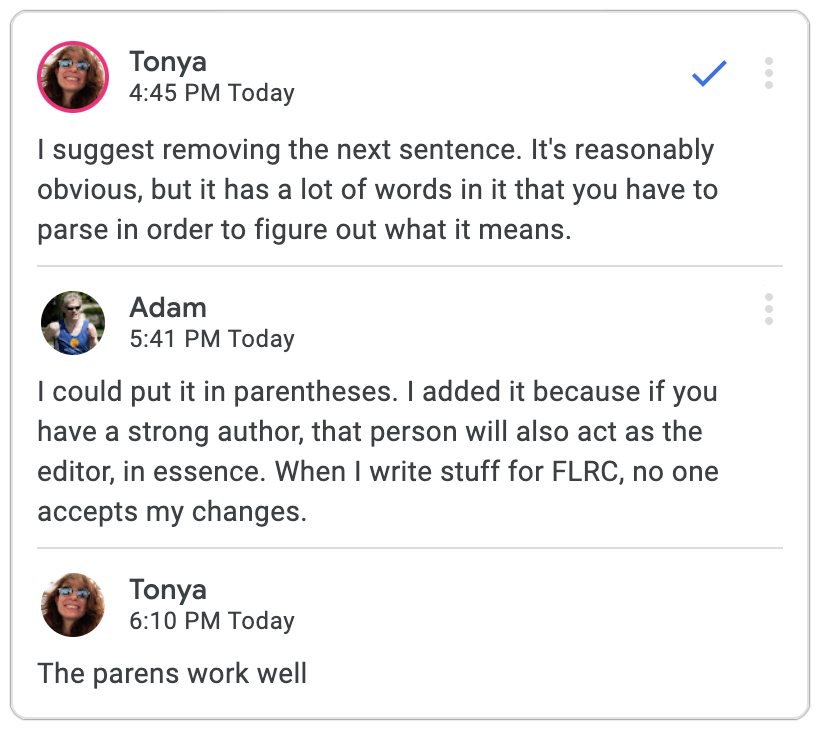 Tonya
4:45 PM Today
I suggest removing the next sentence. It's reasonably
obvious, but it has a lot of words in it that you have to
parse in order to figure out what it means.
Adam
5:41 PM Today
I could put it in parentheses. I added it because if you
have a strong author, that person will also act as the
editor, in essence. When I write stuff for FLRC, no one
accepts my changes.
Tonya
6:10 PM Today
The parens work well